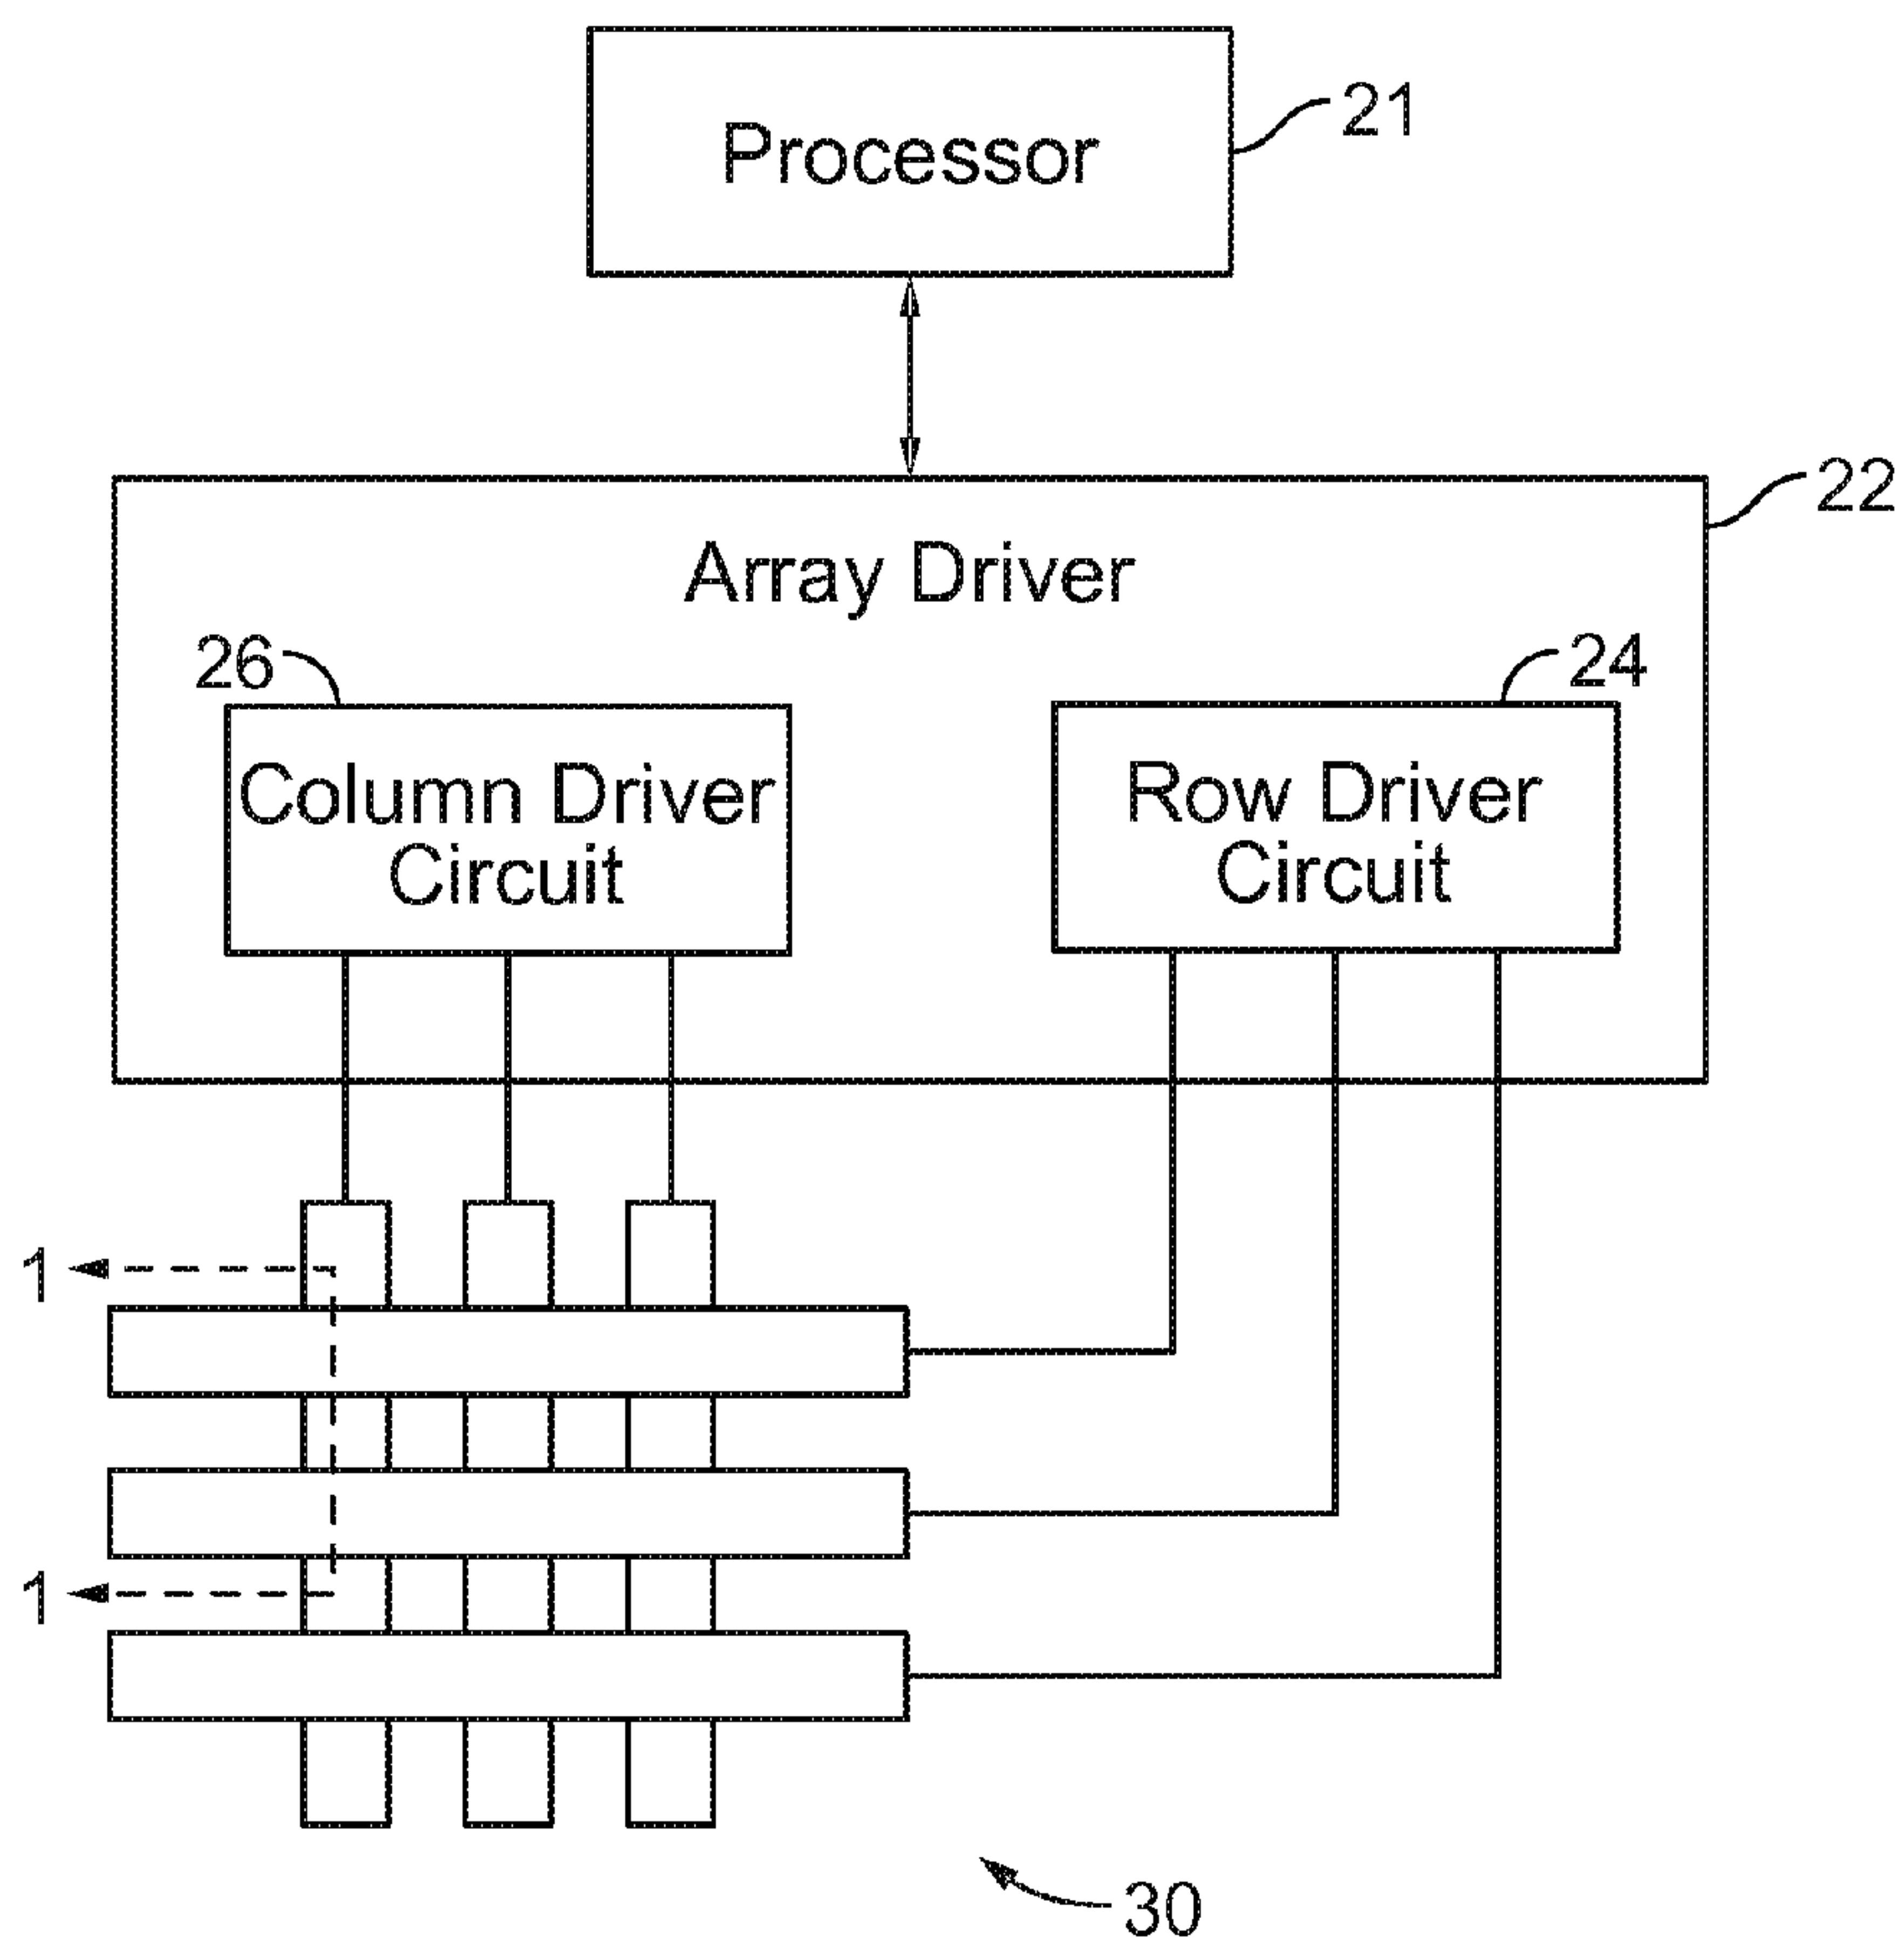 Processor
21
22
Array Driver
26
24
Column Driver
Circuit
Row Driver
Circuit
1
1
30